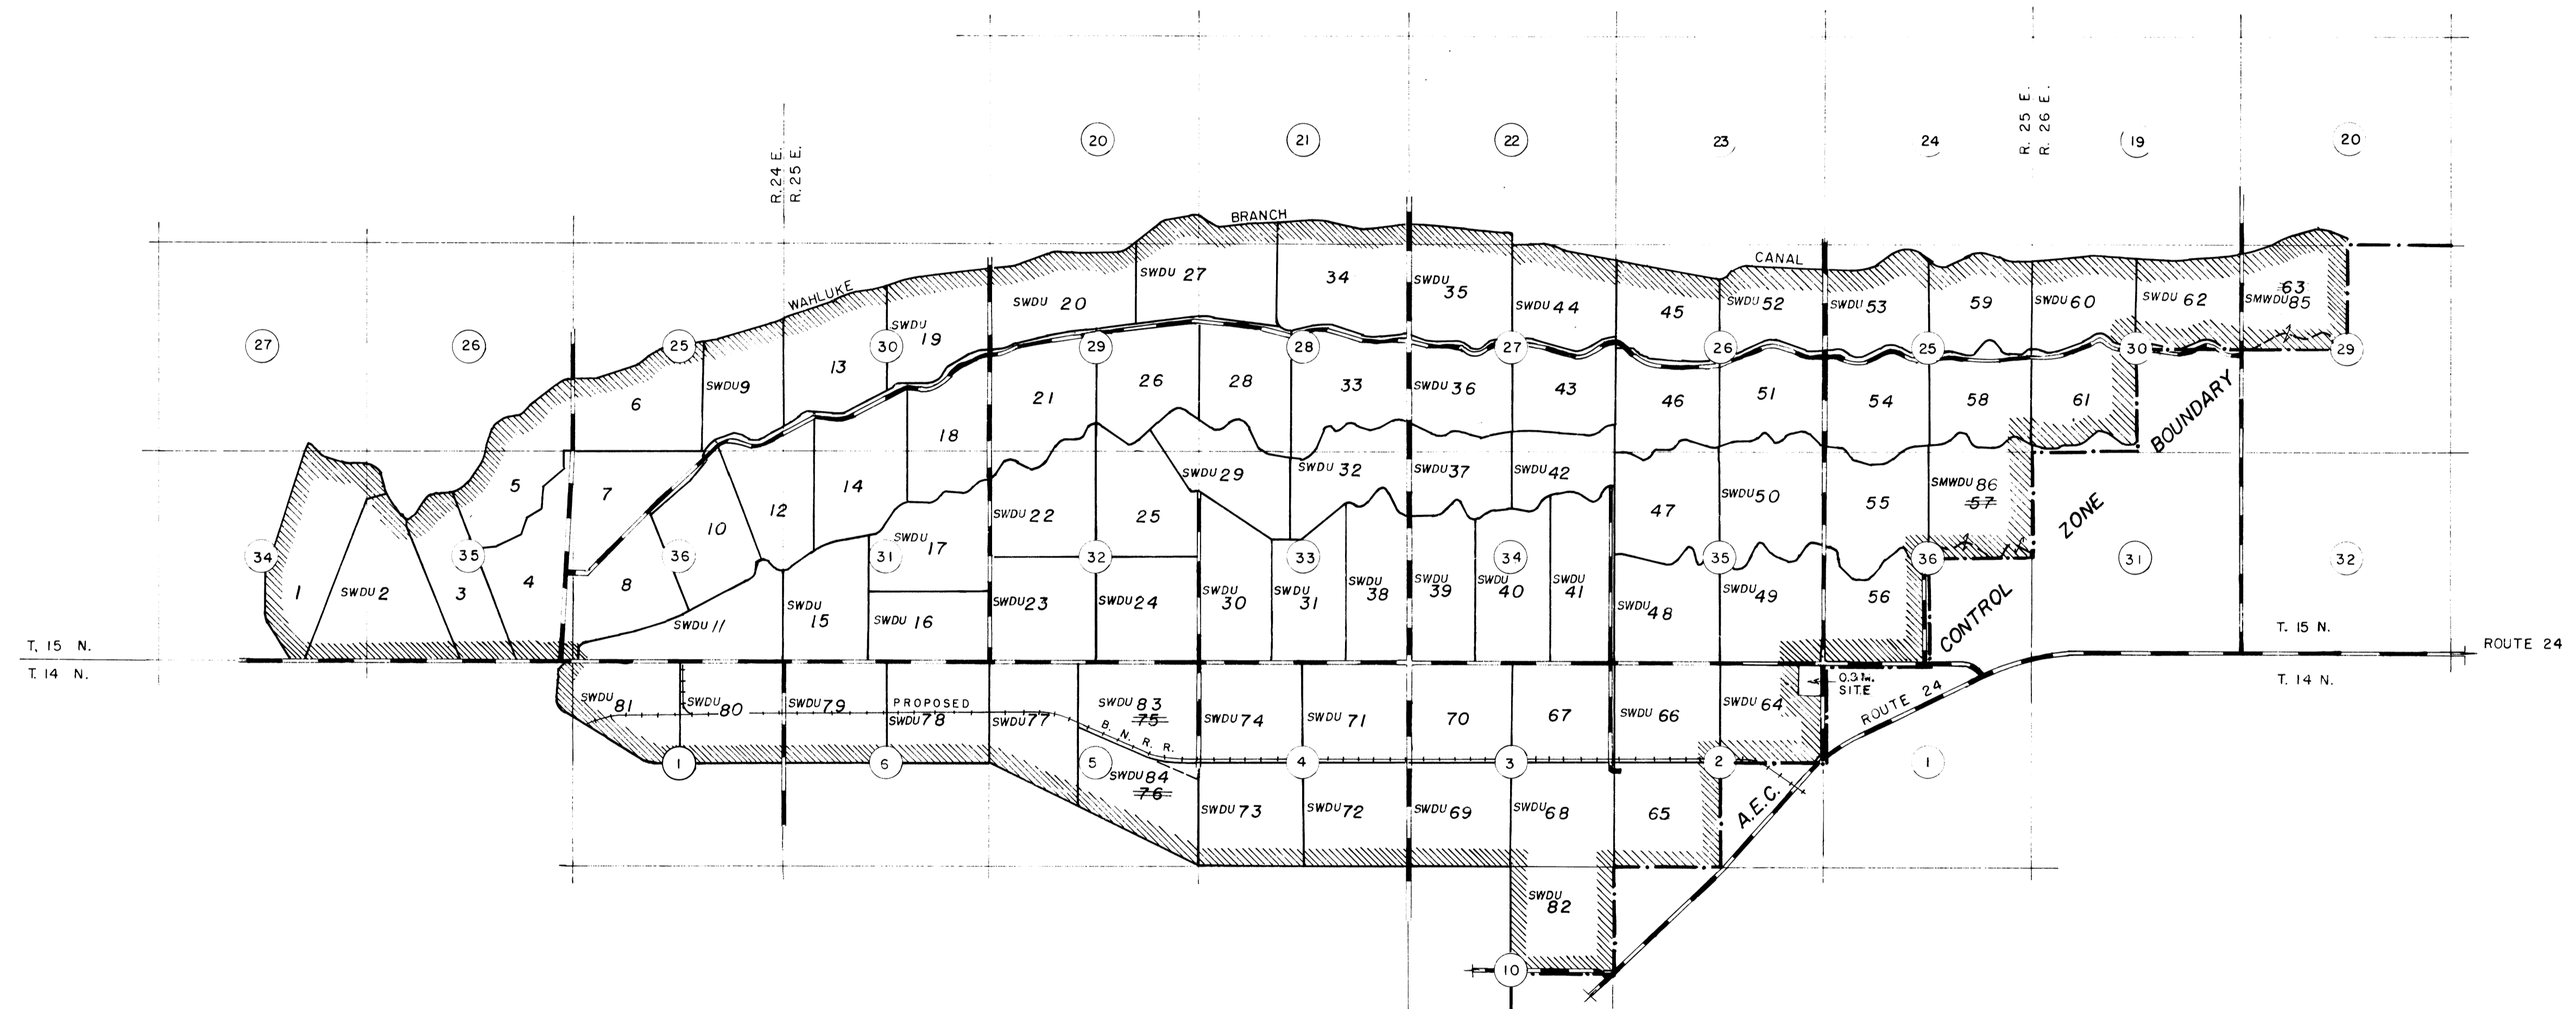 R. 24 E.
R. 25 E.
R. 25 E.
R. 26 E.
20
21
22
23
24
19
20
WAHLUKE
BRANCH
CANAL
27
26
25
30
29
28
27
26
25
30
29
6
SWDU 9
13
SWDU 19
SWDU 20
SWDU 27
34
SWDU 35
SWDU 44
45
SWDU 52
SWDU 53
59
SWDU 60
SWDU 62
63
SMWDU 85
5
7
10
12
14
18
21
26
28
33
SWDU 36
43
46
51
54
58
61
SWDU 22
25
SWDU 29
SWDU 32
SWDU 37
SWDU 42
47
SWDU 50
55
SMWDU 86
57
BOUNDARY
ZONE
CONTROL
34
35
36
31
32
33
34
35
36
31
32
1
SWDU 2
3
4
8
SWDU 11
SWDU 15
SWDU 16
SWDU 17
SWDU 23
SWDU 24
SWDU 30
SWDU 31
SWDU 38
SWDU 39
SWDU 40
SWDU 41
SWDU 48
SWDU 49
56
T. 15 N.
T. 14 N.
T. 15 N.
T. 14 N.
ROUTE 24
SWDU 81
SWDU 80
SWDU 79
PROPOSED
SWDU 78
SWDU 77
SWDU 83
75
B. N. R. R.
SWDU 74
SWDU 71
70
67
SWDU 66
SWDU 64
SITE
ROUTE 24
1
6
5
4
3
2
1
SWDU 84
76
SWDU 73
SWDU 72
SWDU 69
SWDU 68
65
A.E.C.
SWDU 82
10